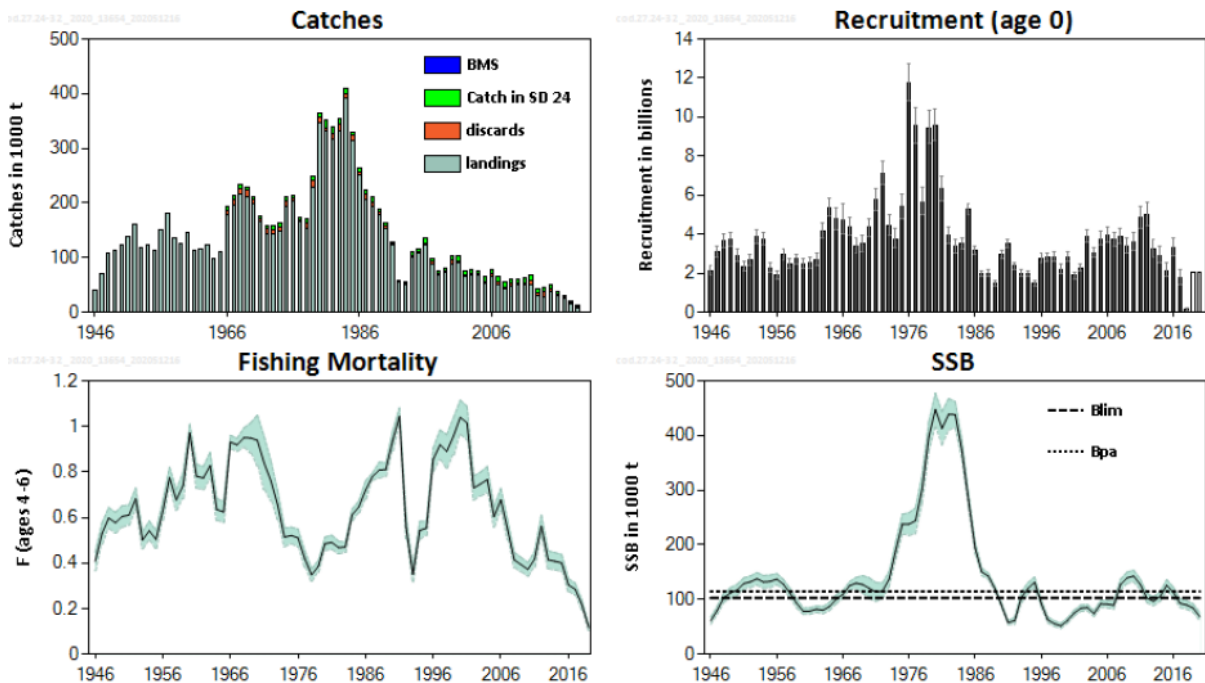 Catches
500
400
300
200
100
0
Catches in 1000 t
BMS
Catch in SD 24
discards
landings
1946 1966 1986 2006
Recruitment (age 0)
14
12
10
8
6
4
2
0
Recruitment in billions
1946 1956 1966 1976 1986 1996 2006 2016
Fishing Mortality
1.2
1
0.8
0.6
0.4
0.2
0
F (ages 4-6)
1946 1956 1966 1976 1986 1996 2006 2016
SSB
500
400
300
200
100
0
SSB in 1000 t
Blim
Bpa
1946 1956 1966 1976 1986 1996 2006 2016